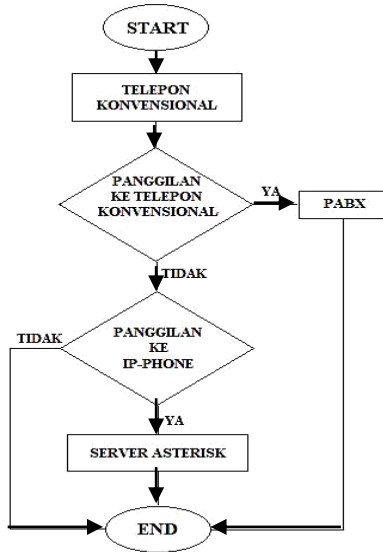 START
TELEPON
KONVENSIONAL
PANGGILAN
KE TELEPON
KONVENSIONAL
YA
PABX
TIDAK
TIDAK
PANGGILAN
KE
IP-PHONE
YA
SERVER ASTERISK
END